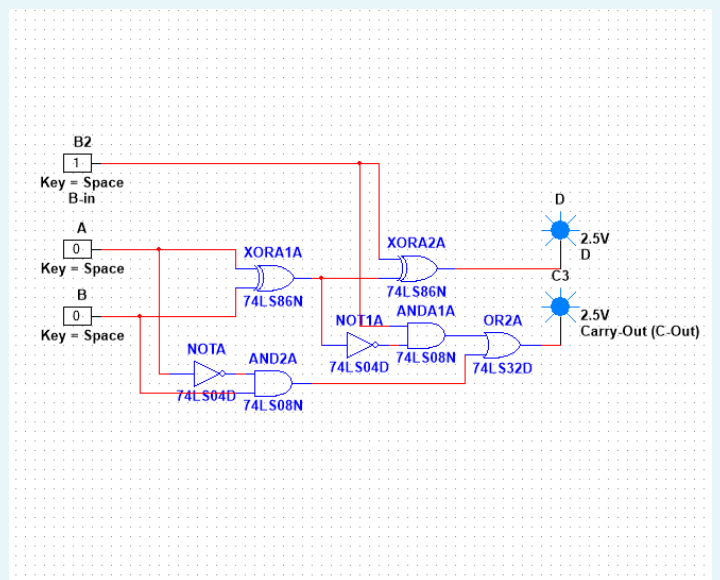 B2
1
Key = Space
B-in
A
0
Key = Space
B
0
Key = Space
XORA1A
74LS86N
XORA2A
74LS86N
NOTA
74LS04D
AND2A
74LS08N
NOT1A
74LS04D
ANDA1A
74LS08N
OR2A
74LS32D
D
2.5V
D
C3
2.5V
Carry-Out (C-Out)